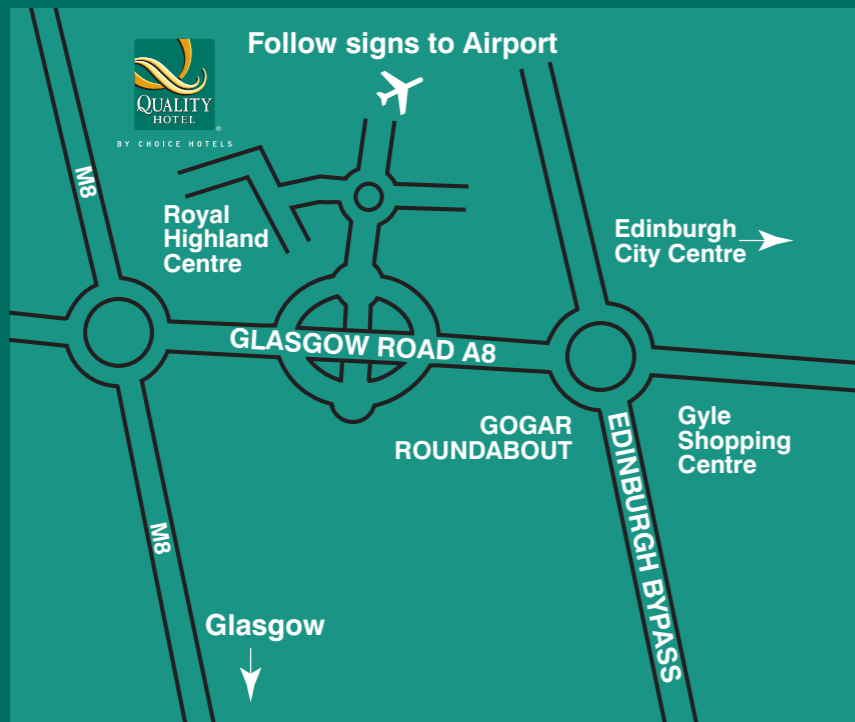 Follow signs to Airport
QUALITY
HOTEL
®
BY CHOICE HOTELS
M8
Royal
Highland
Centre
Edinburgh
City Centre
GLASGOW ROAD A8
GOGAR
ROUNDABOUT
Gyle
Shopping
Centre
EDINBURGH BYPASS
M8
Glasgow